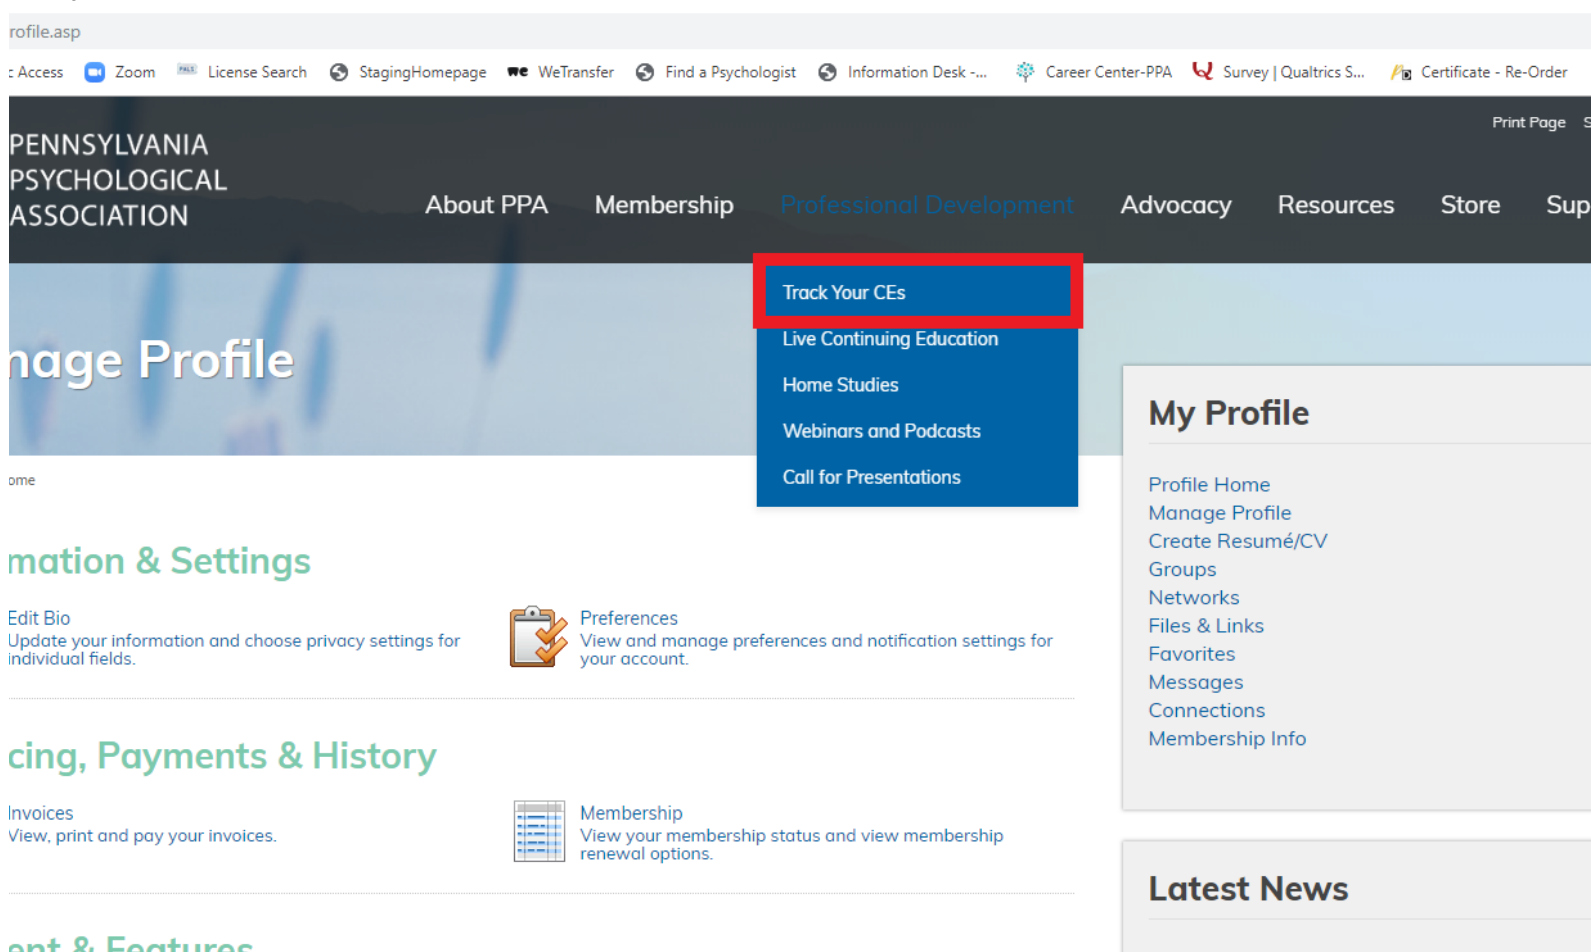 rofile.asp
c Access Zoom PALS License Search StagingHomepage we WeTransfer Find a Psychologist Information Desk -... Career Center-PPA Survey | Qualtrics S... Certificate - Re-Order
Print Page S
PENNSYLVANIA
PSYCHOLOGICAL
ASSOCIATION
About PPA Membership Professional Development Advocacy Resources Store Sup
Track Your CEs
Live Continuing Education
Home Studies
Webinars and Podcasts
Call for Presentations
nage Profile
ome
mation & Settings
Edit Bio
Update your information and choose privacy settings for
individual fields.
Preferences
View and manage preferences and notification settings for
your account.
cing, Payments & History
Invoices
View, print and pay your invoices.
Membership
View your membership status and view membership
renewal options.
ent & Features
My Profile
Profile Home
Manage Profile
Create Resumé/CV
Groups
Networks
Files & Links
Favorites
Messages
Connections
Membership Info
Latest News